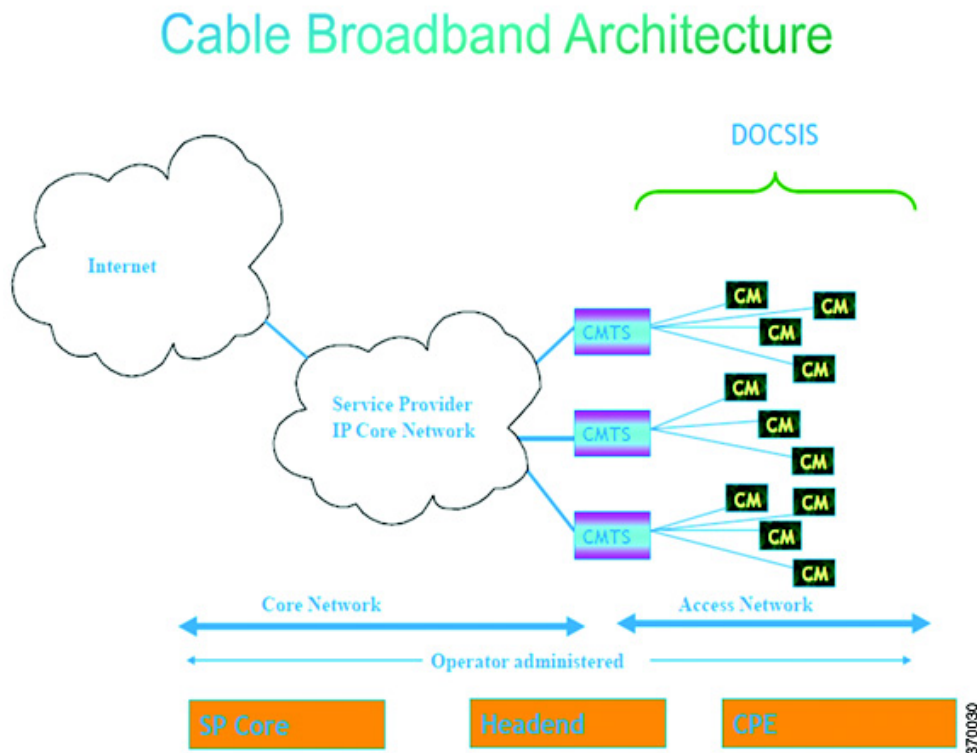 Cable Broadband Architecture
DOCSIS
Internet
Service Provider
IP Core Network
CMTS
CM
CM
CM
CM
CMTS
CM
CM
CM
CMTS
CM
CM
CM
CM
Core Network
Access Network
Operator administered
SP Core
Headend
CPE
370039